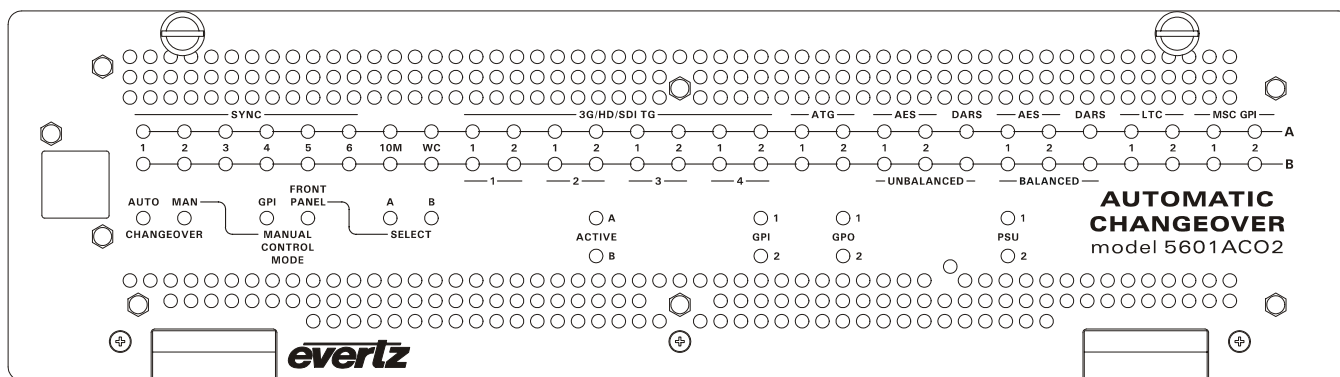 SYNC 3G/HD/SDI TG ATG AES DARS AES DARS LTC MSC GPI
A
1 2 3 4 5 6 10M WC 1 2 1 2 1 2 1 2 1 2 1 2 1 2 1 2 1 2
B
1 2 3 4 UNBALANCED BALANCED
AUTO MAN GPI FRONT PANEL A B
CHANGEOVER MANUAL CONTROL MODE SELECT
A
ACTIVE
B
1
GPI
2
1
GPO
2
1
PSU
2
AUTOMATIC
CHANGEOVER
model 5601ACO2
evertz